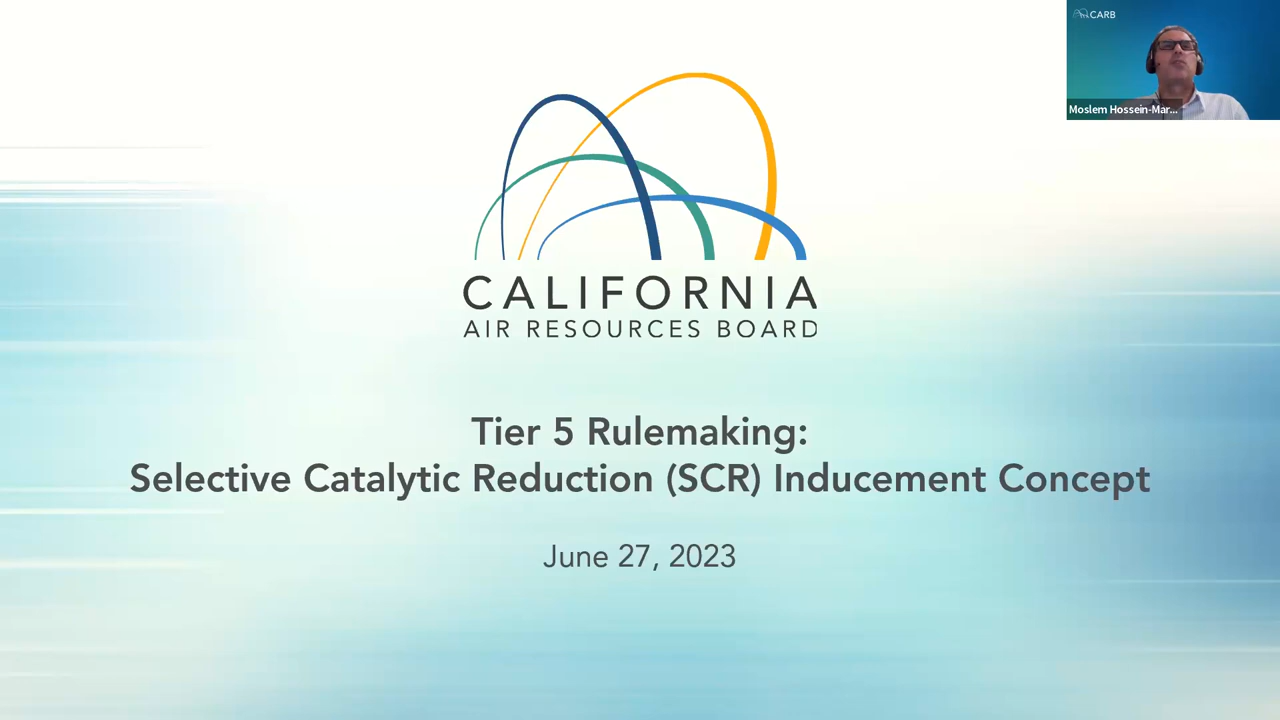 CARB
Moslem Hossein-Mar...
CALIFORNIA
AIR RESOURCES BOARD
Tier 5 Rulemaking:
Selective Catalytic Reduction (SCR) Inducement Concept
June 27, 2023